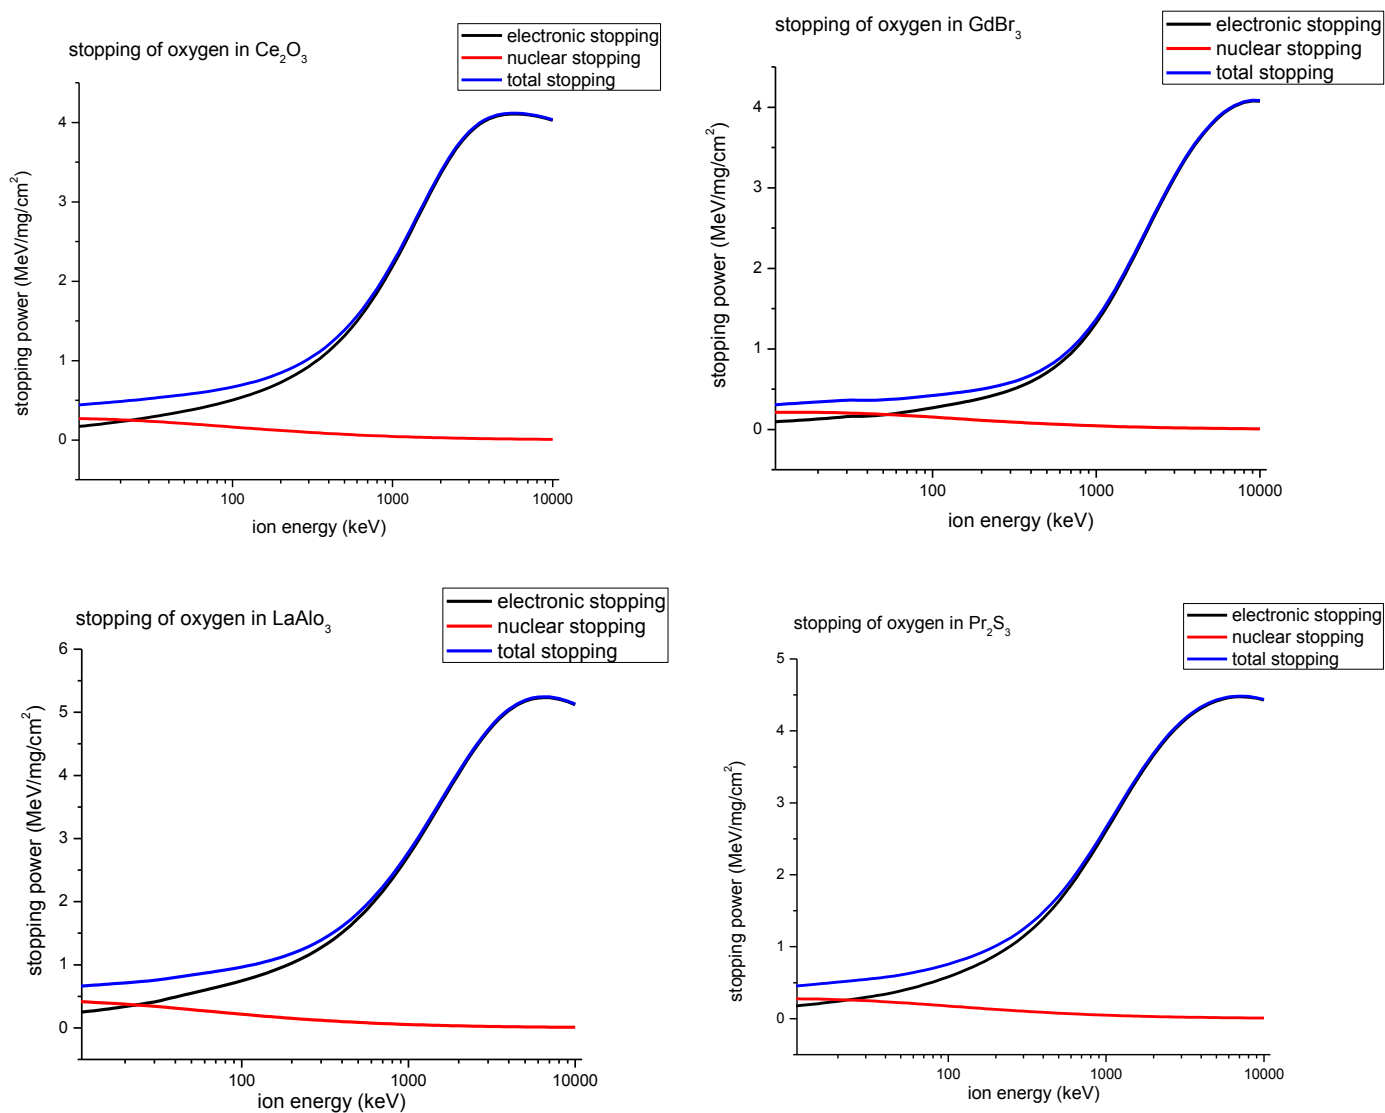 stopping of oxygen in Ce₂O₃
electronic stopping
nuclear stopping
total stopping
stopping power (MeV/mg/cm²)
4
3
2
1
0
100
1000
10000
ion energy (keV)
stopping of oxygen in GdBr₃
electronic stopping
nuclear stopping
total stopping
stopping power (MeV/mg/cm²)
4
3
2
1
0
100
1000
10000
ion energy (keV)
stopping of oxygen in LaAlo₃
electronic stopping
nuclear stopping
total stopping
stopping power (MeV/mg/cm²)
6
5
4
3
2
1
0
100
1000
10000
ion energy (keV)
stopping of oxygen in Pr₂S₃
electronic stopping
nuclear stopping
total stopping
stopping power (MeV/mg/cm²)
5
4
3
2
1
0
100
1000
10000
ion energy (keV)